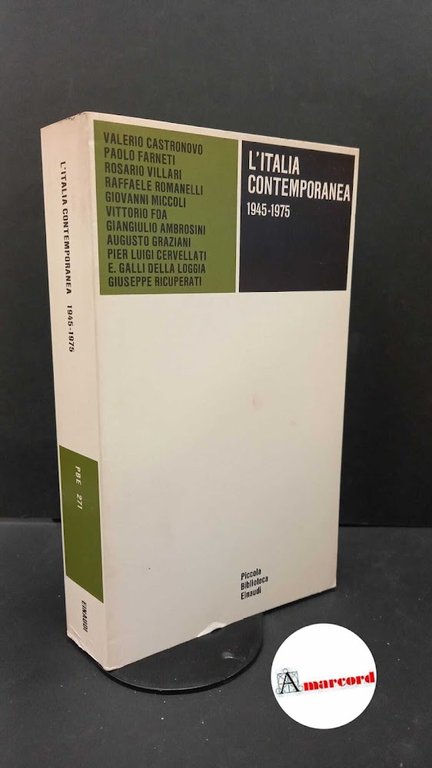 VALERIO CASTRONOVO
PAOLO FARNETI
ROSARIO VILLARI
RAFFAELE ROMANELLI
GIOVANNI MICCOLI
VITTORIO FOA
GIANGIULIO AMBROSINI
AUGUSTO GRAZIANI
PIER LUIGI CERVELLATI
E. GALLI DELLA LOGGIA
GIUSEPPE RICUPERATI
L'ITALIA
CONTEMPORANEA
1945-1975
L'ITALIA CONTEMPORANEA 1945-1975
PBE 271
EINAUDI
Piccola
Biblioteca
Einaudi
Amarcord